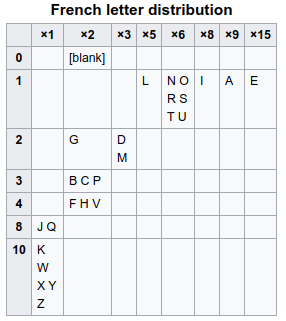 French letter distribution
×1 ×2 ×3 ×5 ×6 ×8 ×9 ×15
0 [blank]
1 L N O R S T U I A E
2 G D M
3 B C P
4 F H V
8 J Q
10 K W X Y Z